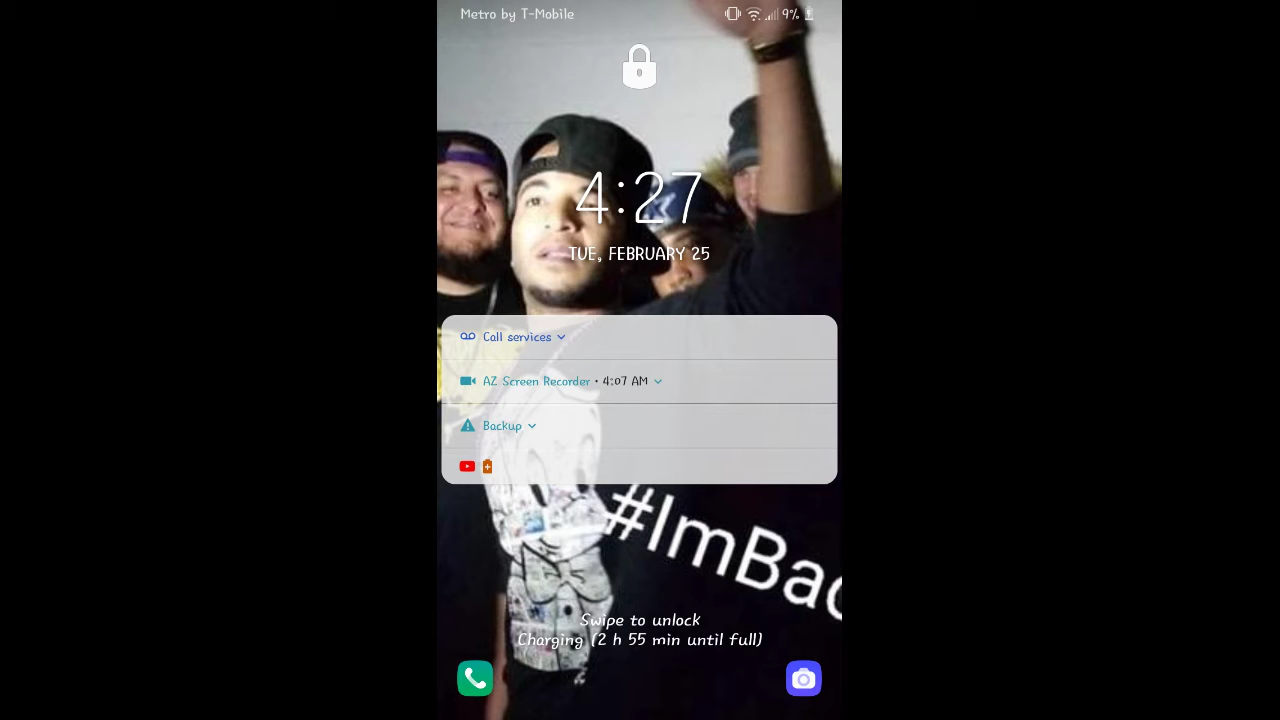 Metro by T-Mobile 9%
4:27
TUE, FEBRUARY 25
Call services
AZ Screen Recorder • 4:07 AM
Backup
#ImBac
Swipe to unlock
Charging (2 h 55 min until full)